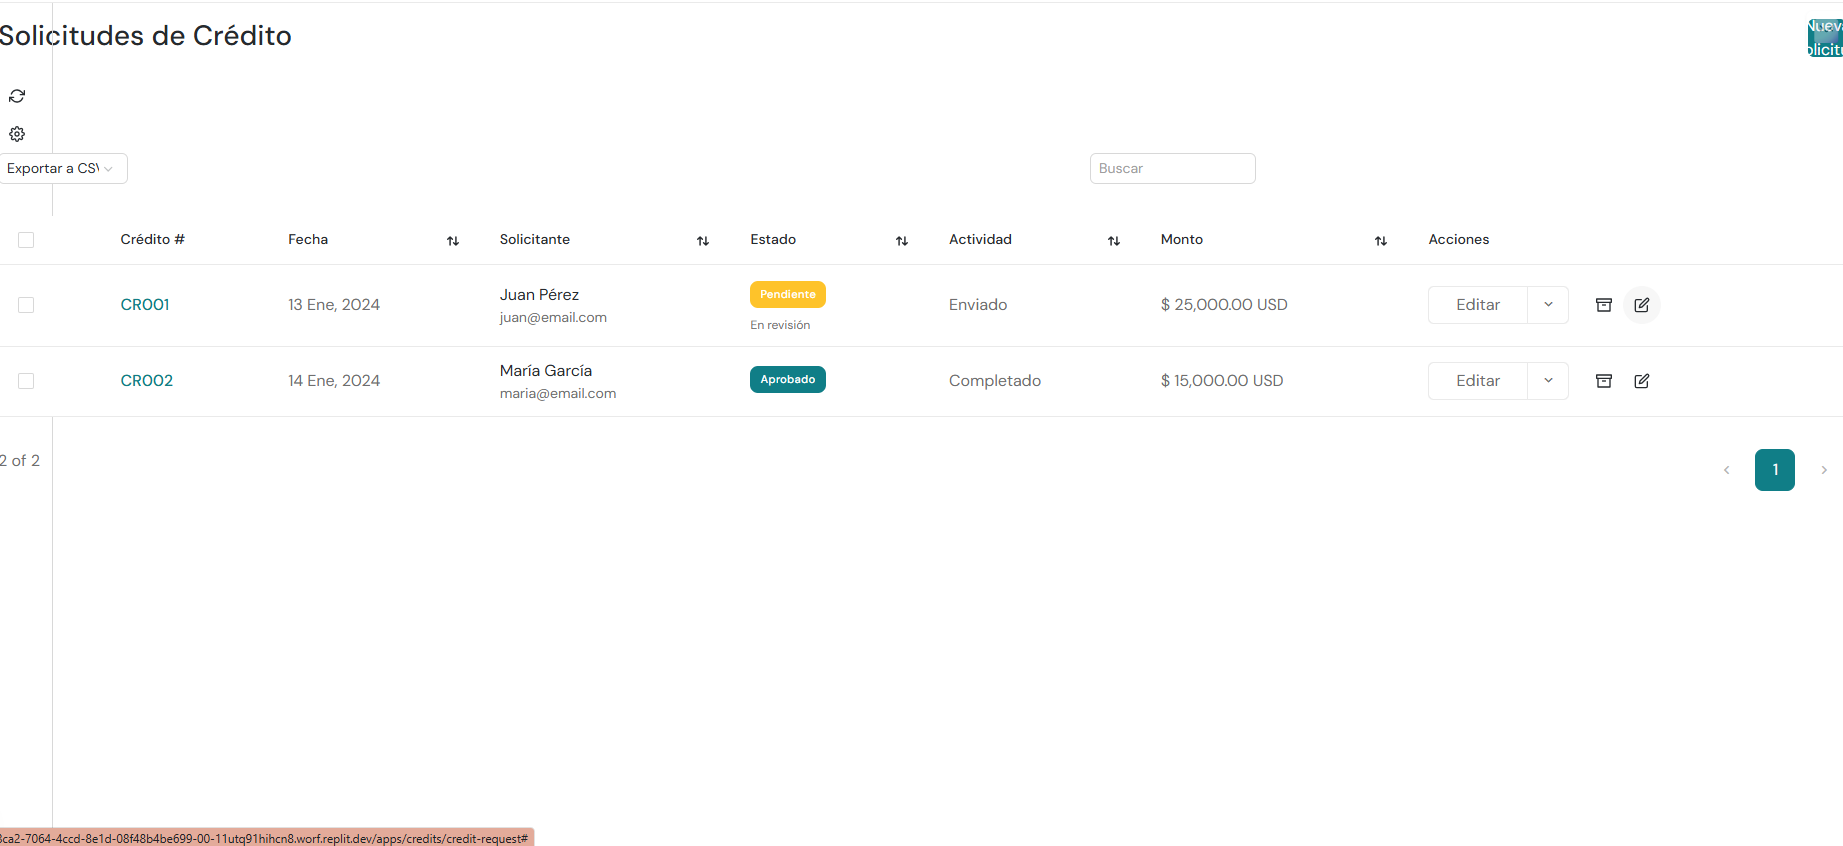 Solicitudes de Crédito
Exportar a CSV
Buscar
Crédito # Fecha Solicitante Estado Actividad Monto Acciones
CR001 13 Ene, 2024 Juan Pérez Pendiente Enviado $ 25,000.00 USD Editar
juan@email.com En revisión
CR002 14 Ene, 2024 María García Aprobado Completado $ 15,000.00 USD Editar
maria@email.com
2 of 2 1
3ca2-7064-4ccd-8e1d-08f48b4be699-00-11utq91hihcn8.worf.replit.dev/apps/credits/credit-request#